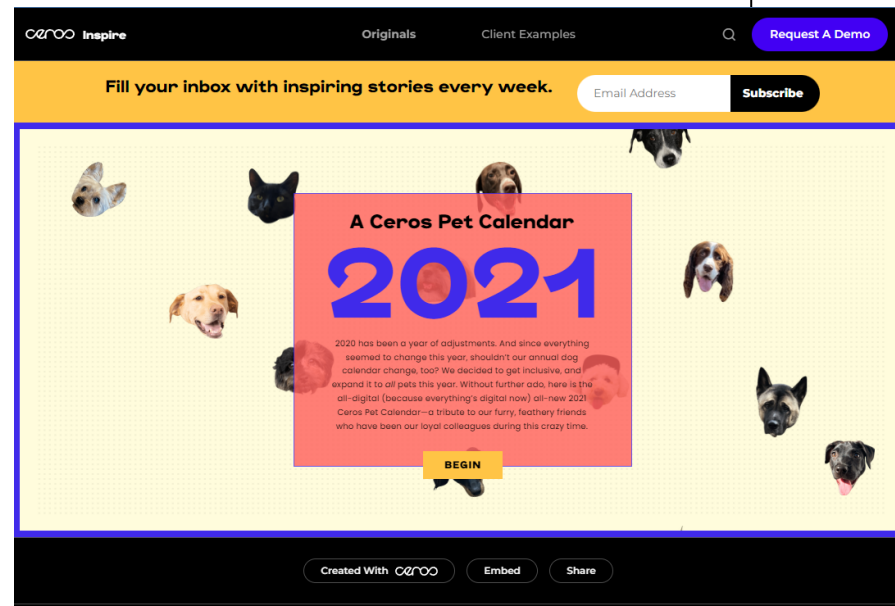 ceros Inspire
Originals
Client Examples
Request A Demo
Fill your inbox with inspiring stories every week.
Email Address
Subscribe
A Ceros Pet Calendar
2021
2020 has been a year of adjustments. And since everything
seemed to change this year, shouldn't our annual dog
calendar change, too? We decided to get inclusive, and
expand it to all pets this year. Without further ado, here is the
all-digital (because everything's digital now) all-new 2021
Ceros Pet Calendar—a tribute to our furry, feathery friends
who have been our loyal colleagues during this crazy time.
BEGIN
Created With ceros
Embed
Share